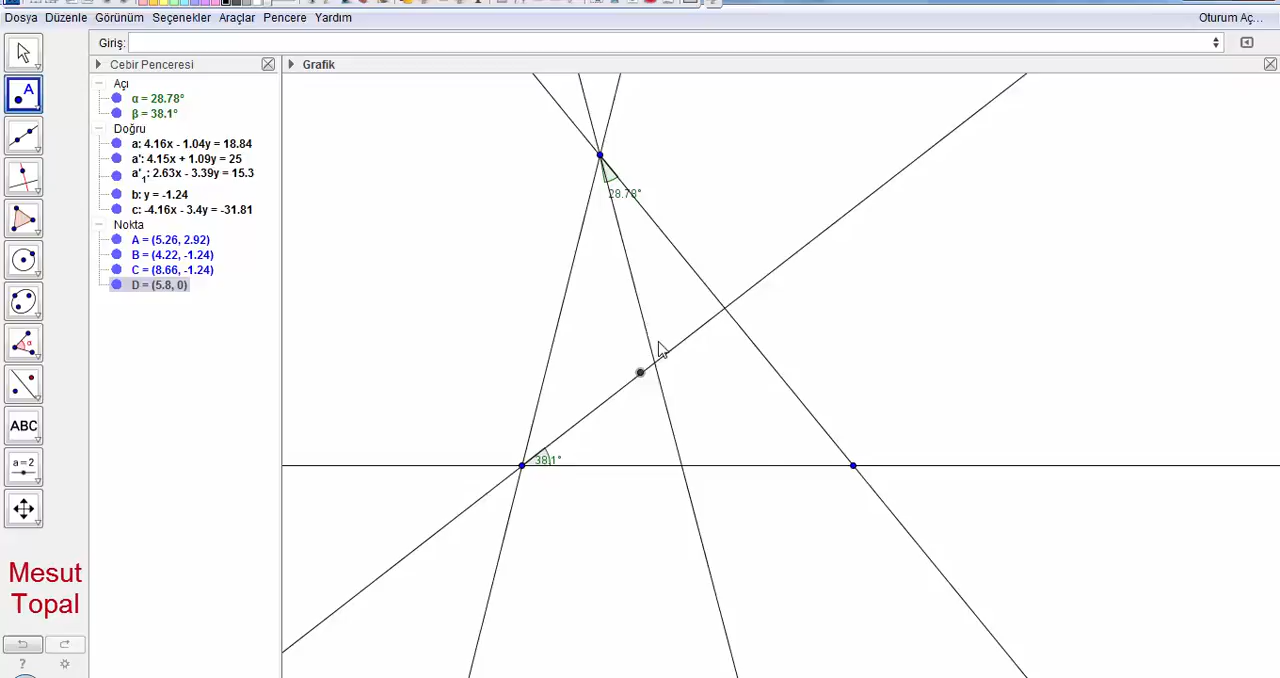 Dosya Düzenle Görünüm Seçenekler Araçlar Pencere Yardım
Oturum Aç...
Giriş:
Cebir Penceresi
Grafik
Açı
α = 28.78°
β = 38.1°
Doğru
a: 4.16x - 1.04y = 18.84
a': 4.15x + 1.09y = 25
a'₁: 2.63x - 3.39y = 15.3
b: y = -1.24
c: -4.16x - 3.4y = -31.81
Nokta
A = (5.26, 2.92)
B = (4.22, -1.24)
C = (8.66, -1.24)
D = (5.8, 0)
A
α
ABC
a=2
28.78°
38.1°
Mesut
Topal
?